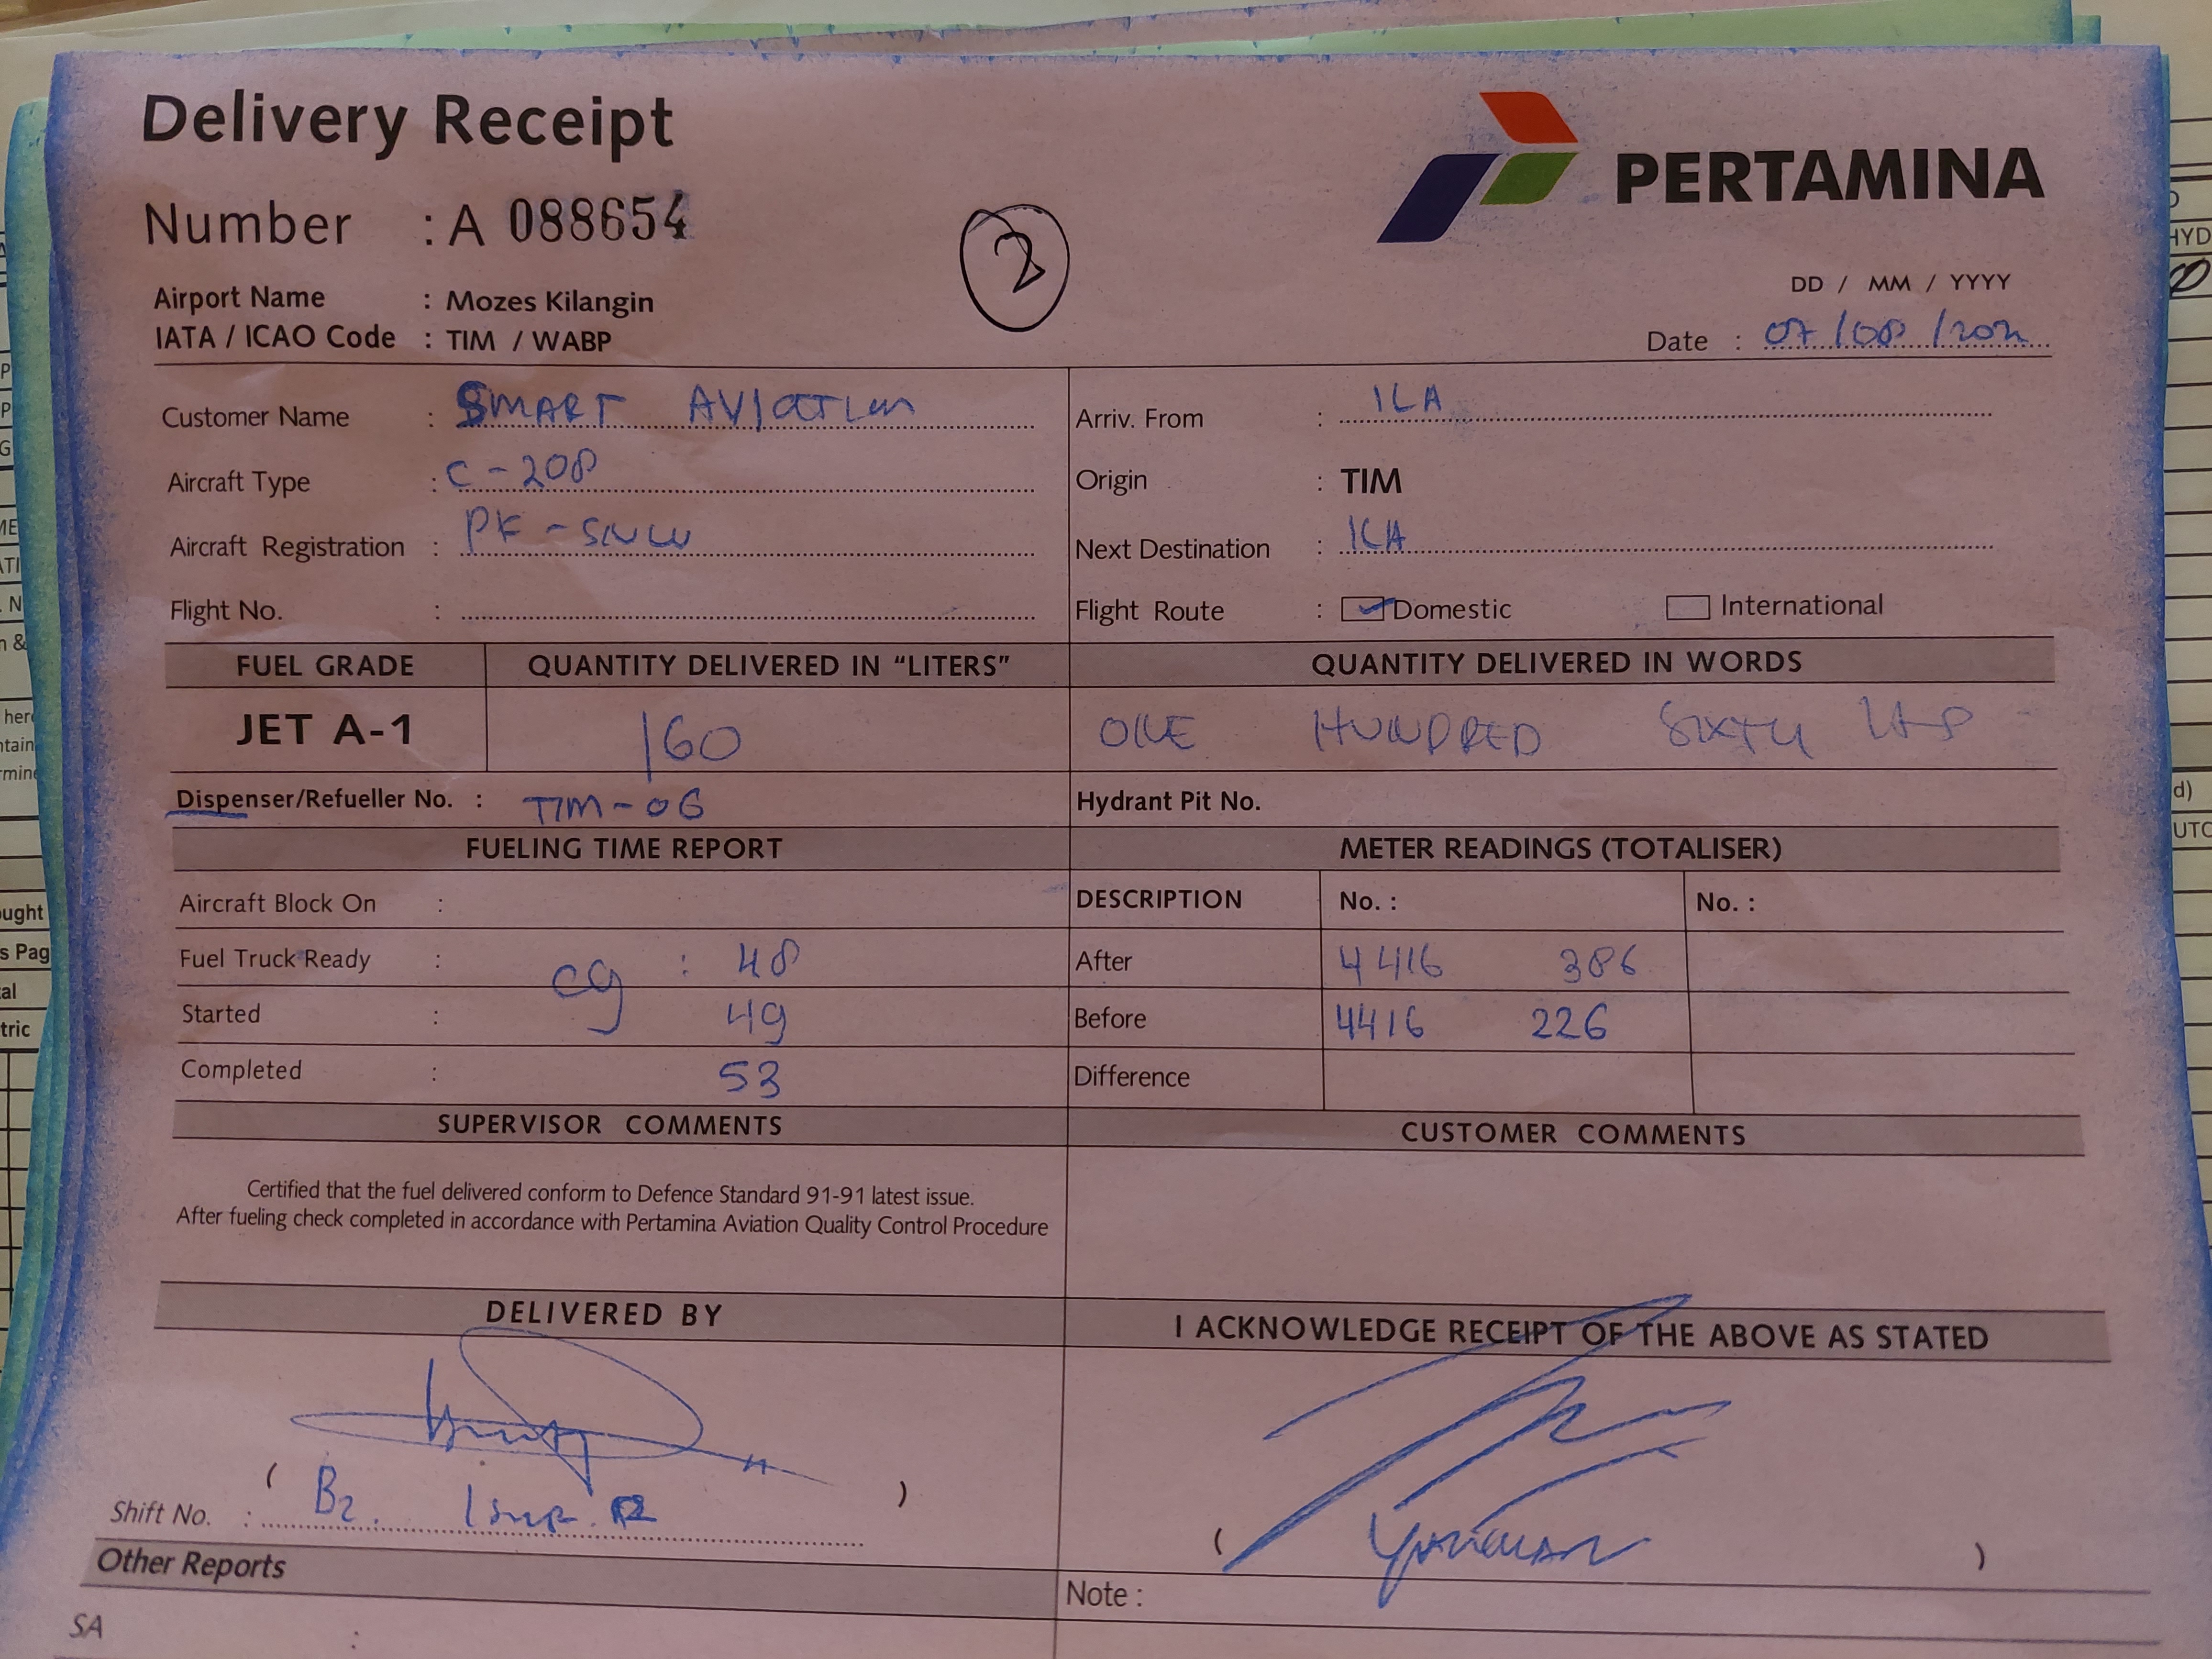 Delivery Receipt
PERTAMINA
Number : A 088654
2
Airport Name : Mozes Kilangin
IATA / ICAO Code : TIM / WABP
DD / MM / YYYY
Date : 07/08/202
Customer Name : SMART AVIATION
Arriv. From : ILA
Aircraft Type : C-208
Origin : TIM
Aircraft Registration : PK-SNW
Next Destination : ILA
Flight No. :
Flight Route : Domestic International
FUEL GRADE QUANTITY DELIVERED IN “LITERS” QUANTITY DELIVERED IN WORDS
JET A-1 160 ONE HUNDRED SIXTY
Dispenser/Refueller No. : TIM-06
Hydrant Pit No.
FUELING TIME REPORT METER READINGS (TOTALISER)
Aircraft Block On :
DESCRIPTION No. : No. :
Fuel Truck Ready : 09 : 48
After 4416 386
Started : 49
Before 4416 226
Completed : 53
Difference
SUPERVISOR COMMENTS CUSTOMER COMMENTS
Certified that the fuel delivered conform to Defence Standard 91-91 latest issue.
After fueling check completed in accordance with Pertamina Aviation Quality Control Procedure
DELIVERED BY
I ACKNOWLEDGE RECEIPT OF THE ABOVE AS STATED
( )
Shift No. : B2.
( )
Other Reports
Note :
SA :